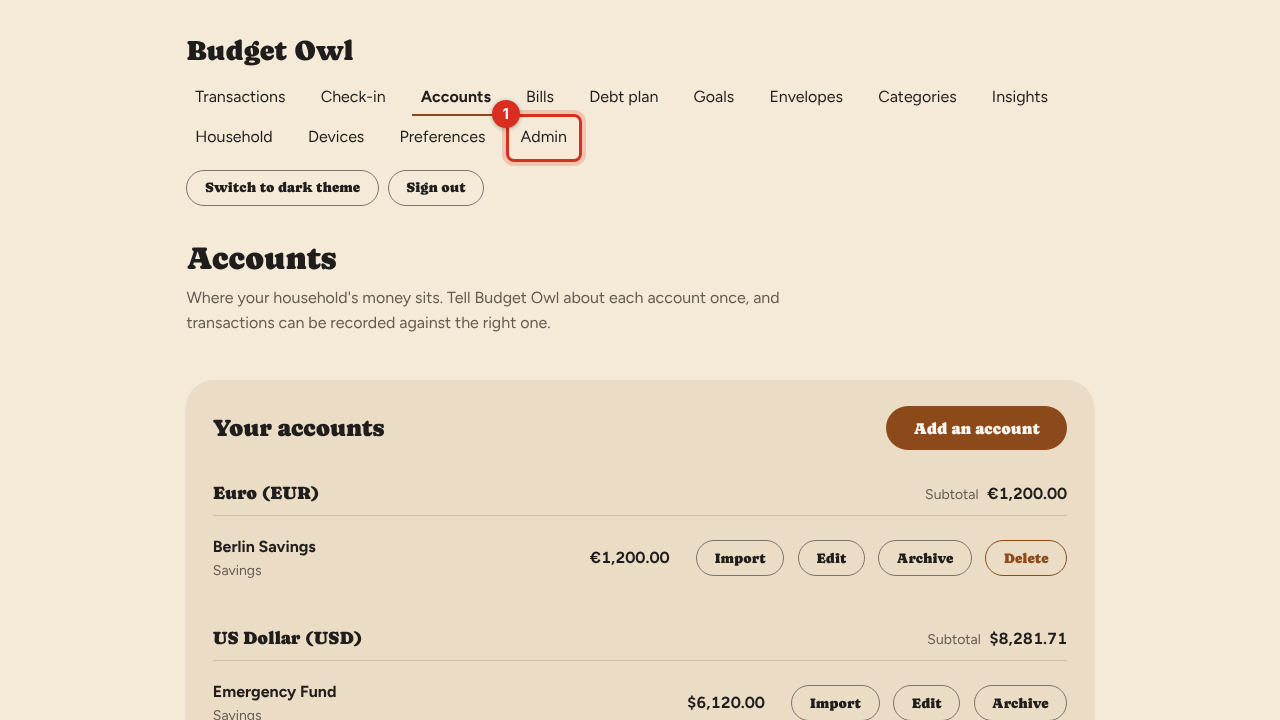 Budget Owl
Transactions Check-in Accounts Bills Debt plan Goals Envelopes Categories Insights
1
Household Devices Preferences Admin
Switch to dark theme Sign out
Accounts
Where your household's money sits. Tell Budget Owl about each account once, and
transactions can be recorded against the right one.
Your accounts Add an account
Euro (EUR) Subtotal €1,200.00
Berlin Savings
Savings
€1,200.00 Import Edit Archive Delete
US Dollar (USD) Subtotal $8,281.71
Emergency Fund
Savings
$6,120.00 Import Edit Archive